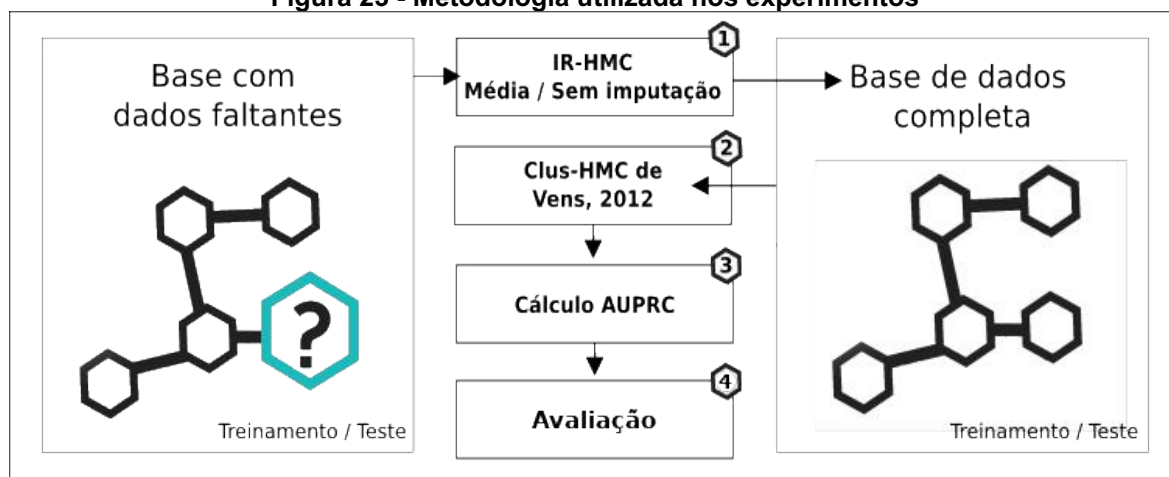 Figura 25 - Metodologia utilizada nos experimentos
Base com
dados faltantes
?
Treinamento / Teste
1
IR-HMC
Média / Sem imputação
2
Clus-HMC de
Vens, 2012
3
Cálculo AUPRC
4
Avaliação
Base de dados
completa
Treinamento / Teste